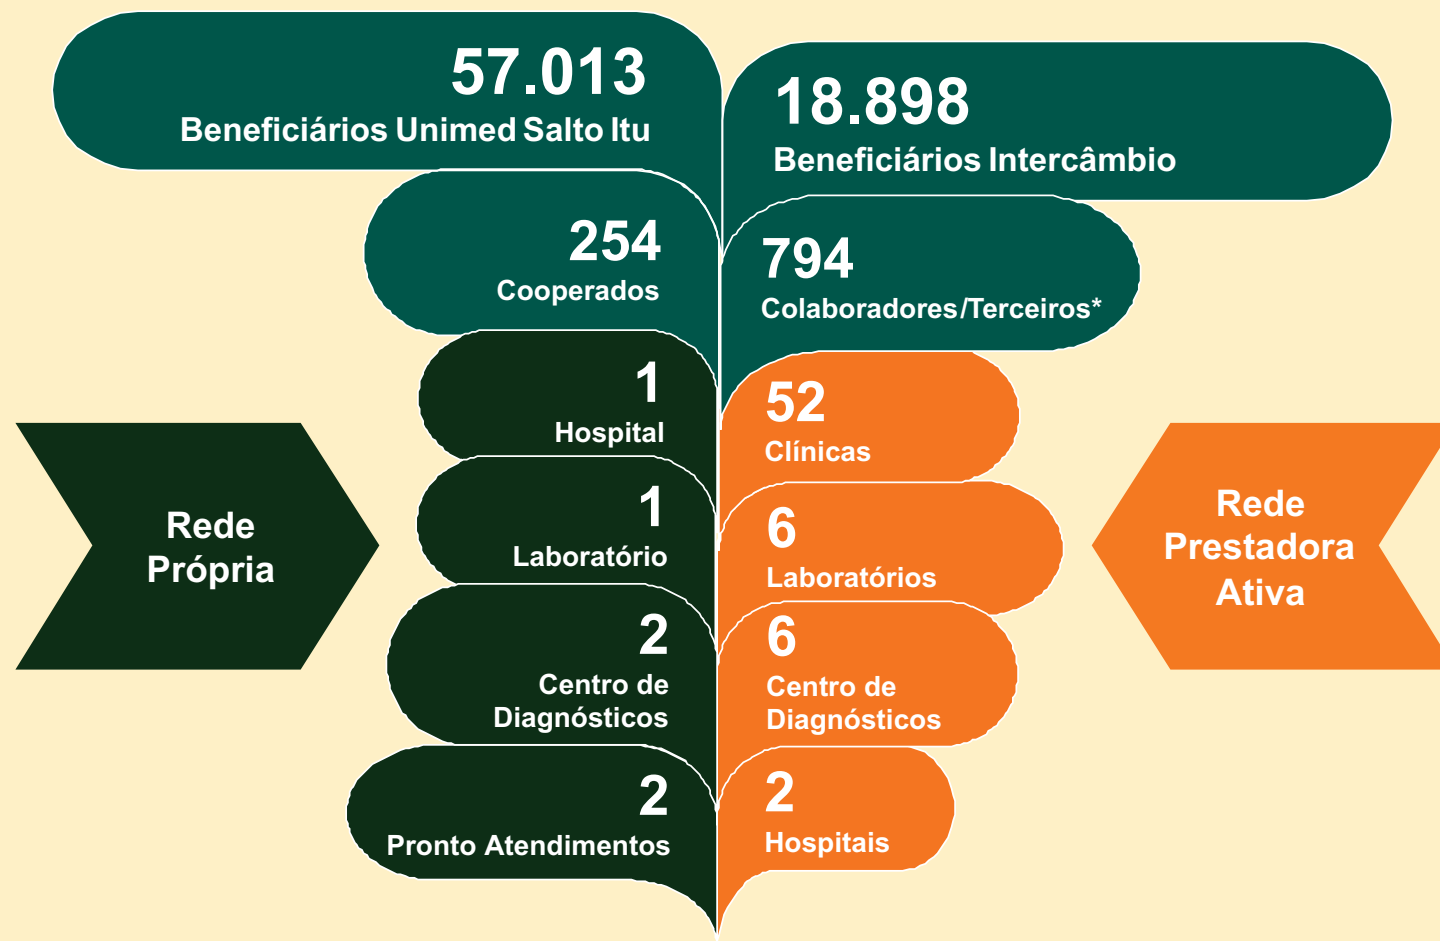 57.013
Beneficiários Unimed Salto Itu
18.898
Beneficiários Intercâmbio
254
Cooperados
794
Colaboradores/Terceiros*
1
Hospital
52
Clínicas
Rede
Própria
1
Laboratório
6
Laboratórios
Rede
Prestadora
Ativa
2
Centro de
Diagnósticos
6
Centro de
Diagnósticos
2
Pronto Atendimentos
2
Hospitais